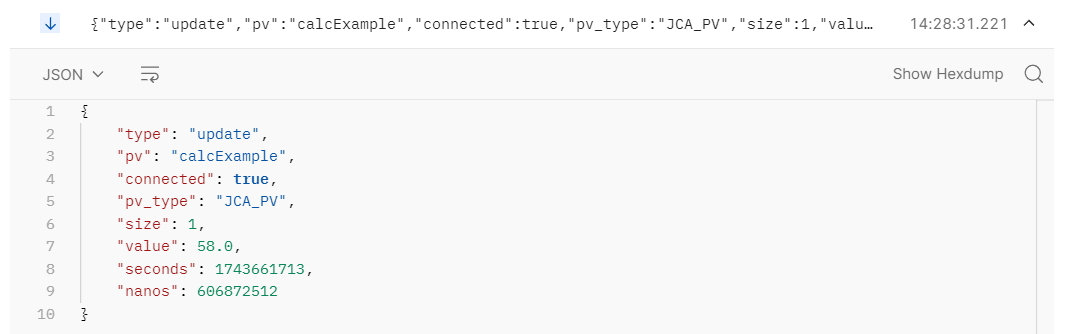 {"type":"update","pv":"calcExample","connected":true,"pv_type":"JCA_PV","size":1,"valu… 14:28:31.221
JSON Show Hexdump
1 {
2 "type": "update",
3 "pv": "calcExample",
4 "connected": true,
5 "pv_type": "JCA_PV",
6 "size": 1,
7 "value": 58.0,
8 "seconds": 1743661713,
9 "nanos": 606872512
10 }